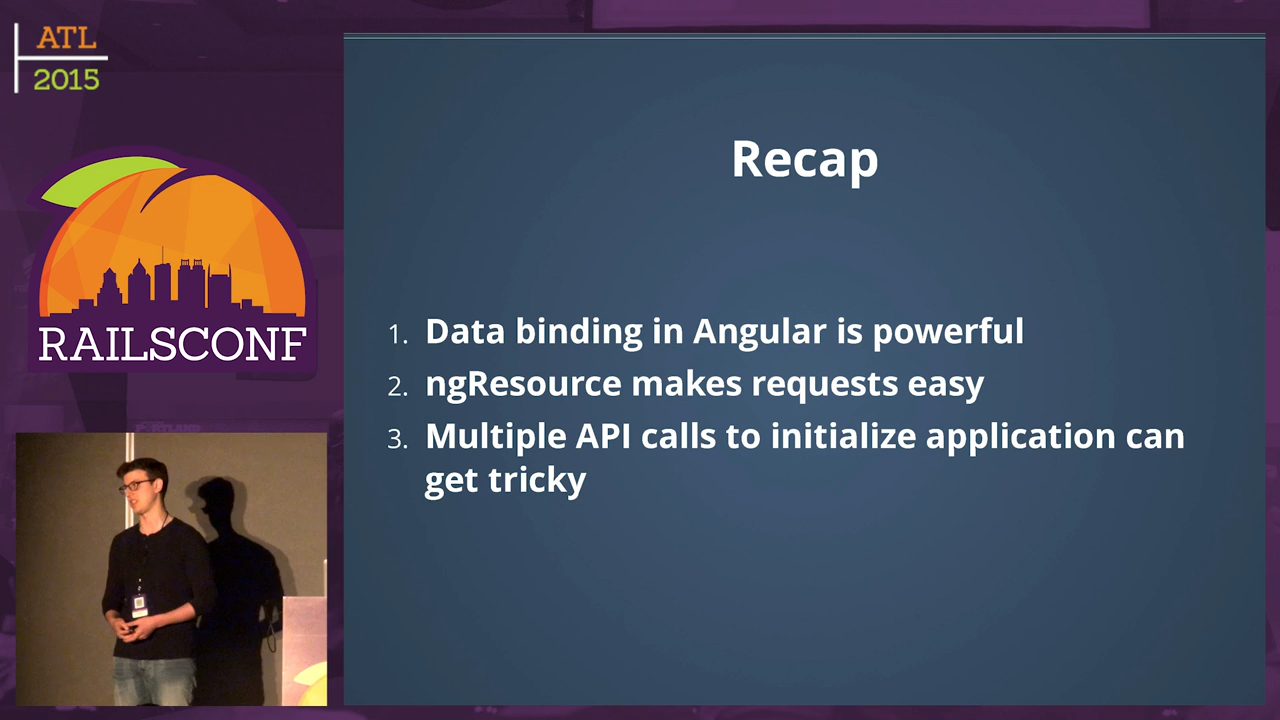 ATL
2015
RAILSCONF
Recap
1. Data binding in Angular is powerful
2. ngResource makes requests easy
3. Multiple API calls to initialize application can
get tricky